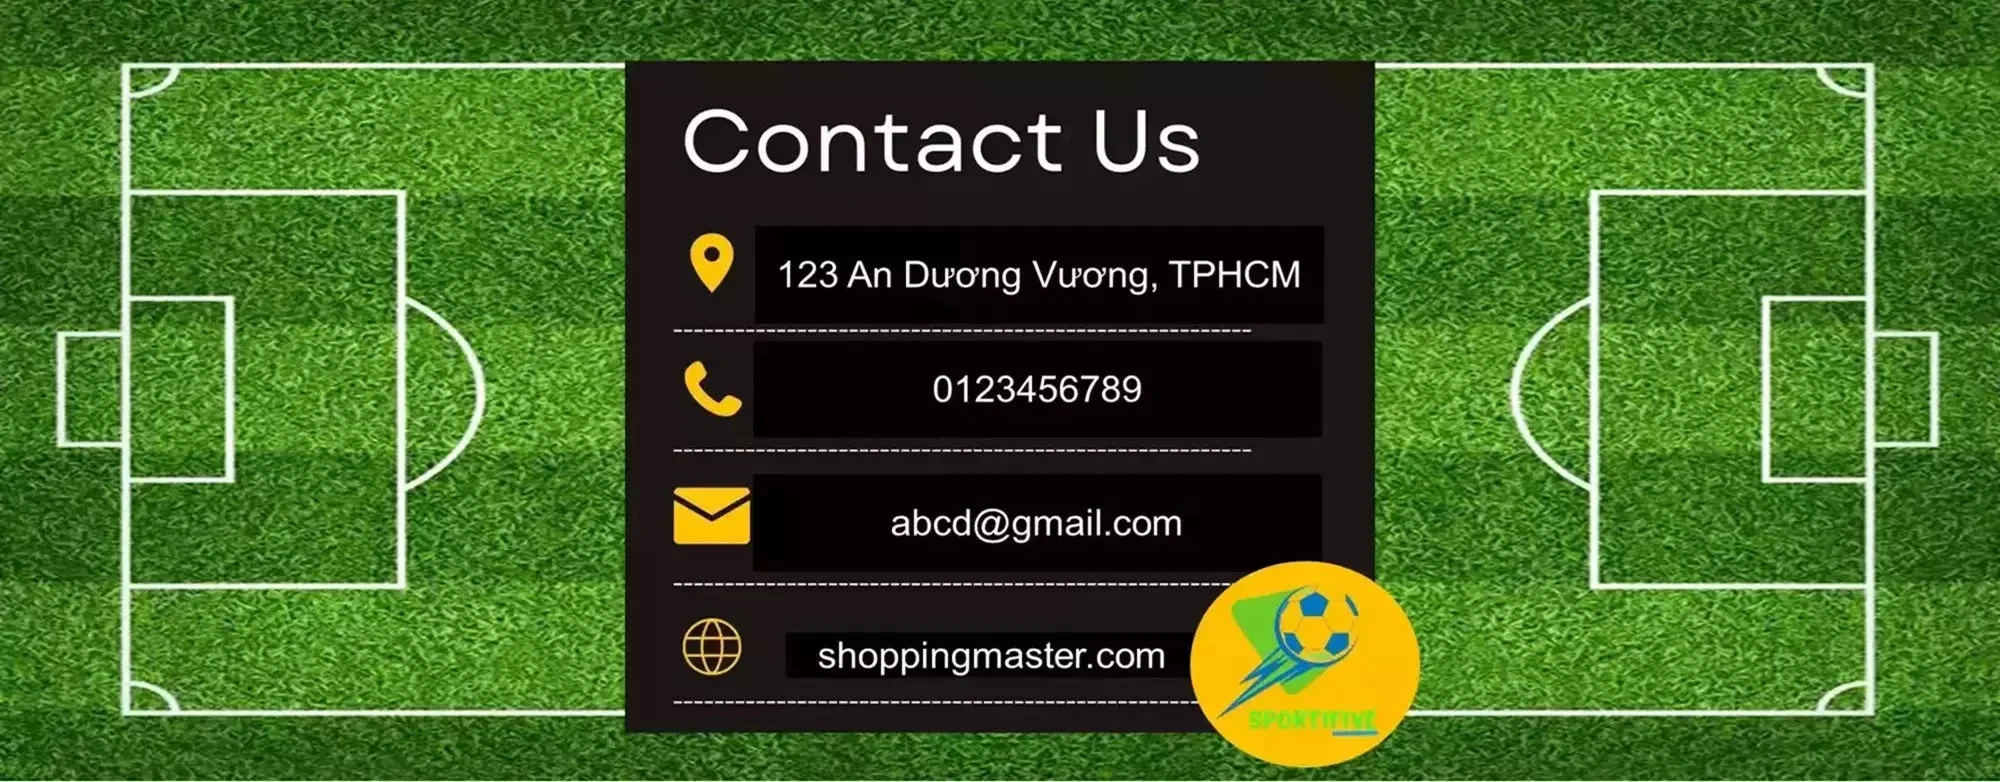 Contact Us
123 An Dương Vương, TPHCM
0123456789
abcd@gmail.com
shoppingmaster.com
SPORTIFIVE